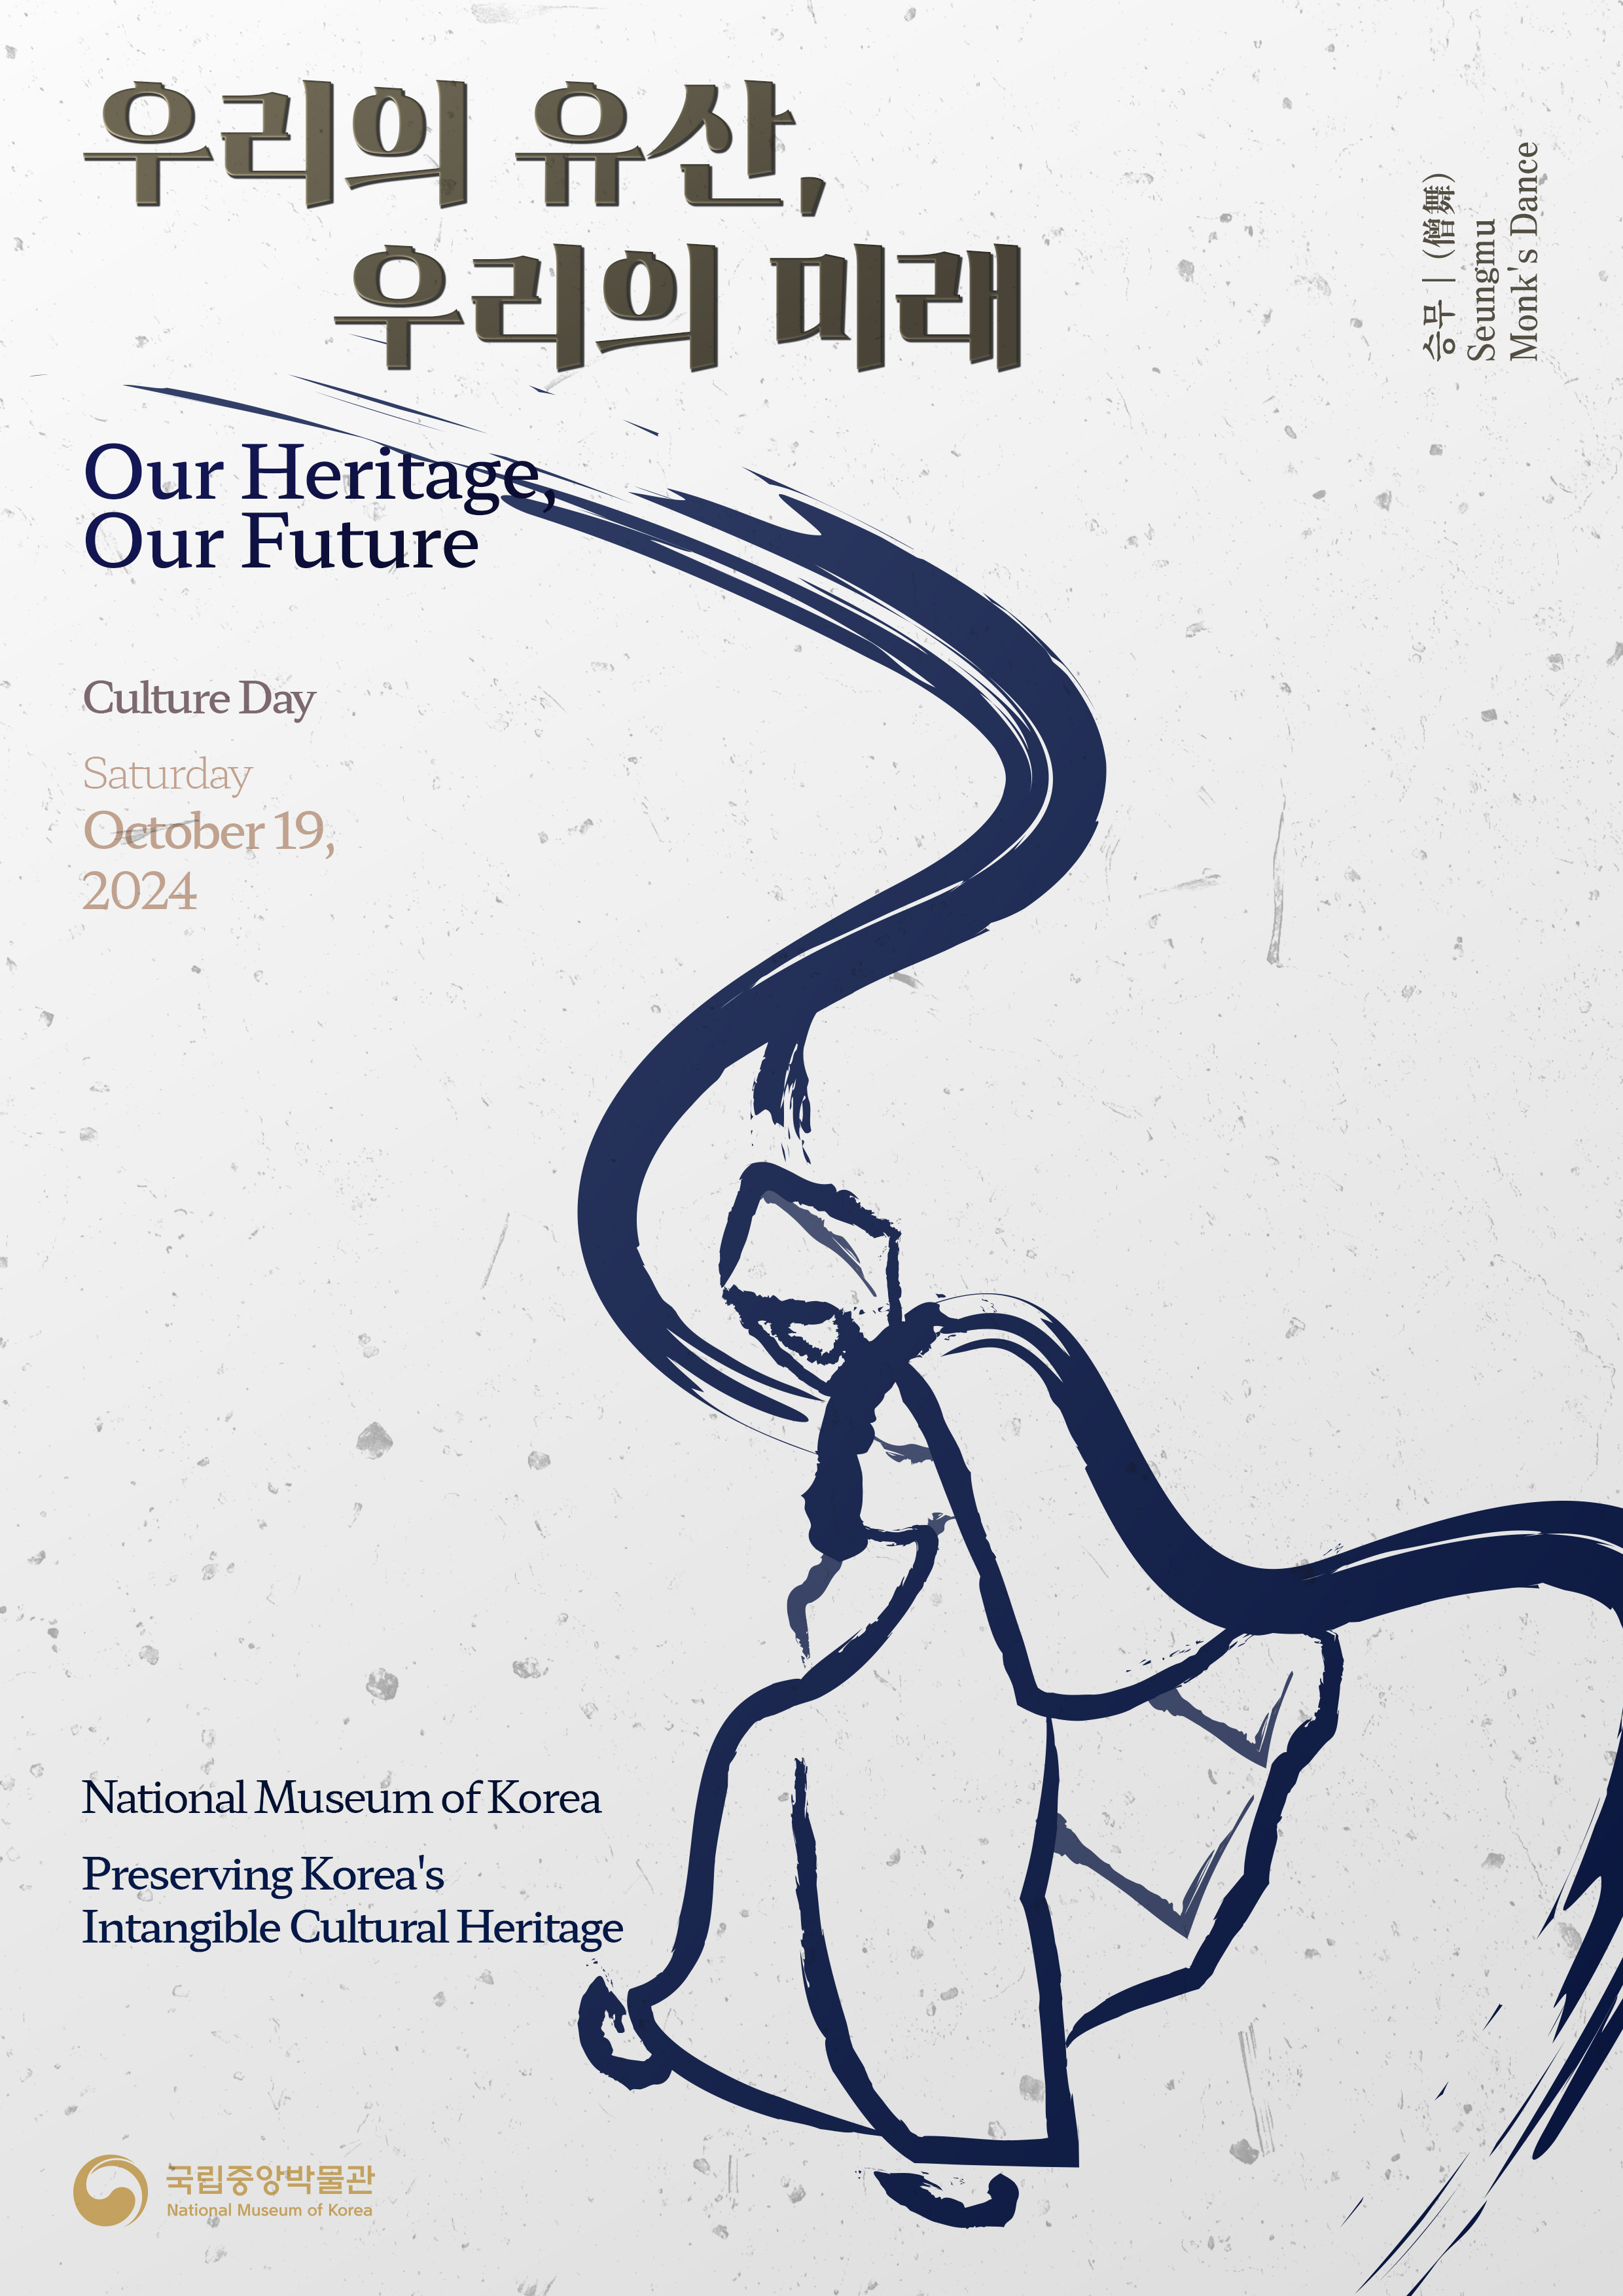 우리의 유산,
우리의 미래
승무 | (僧舞)
Seungmu
Monk's Dance
Our Heritage,
Our Future
Culture Day
Saturday
October 19,
2024
National Museum of Korea
Preserving Korea's
Intangible Cultural Heritage
국립중앙박물관
National Museum of Korea